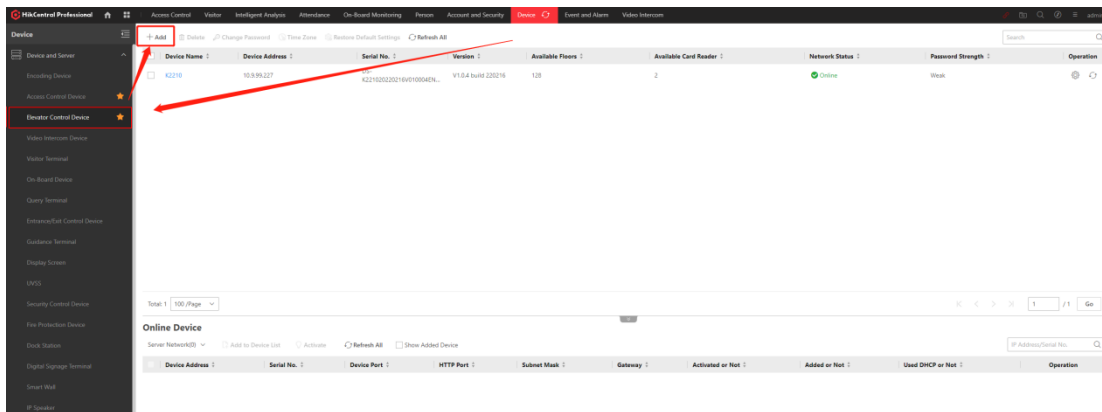 HikCentral Professional Access Control Visitor Intelligent Analysis Attendance On-Board Monitoring Person Account and Security Device Event and Alarm Video Intercom
Device
+ Add Delete Change Password Time Zone Restore Default Settings Refresh All Search
Device and Server
Device Name Device Address Serial No. Version Available Floors Available Card Reader Network Status Password Strength Operation
K2210 10.9.99.227 K221020220216V010004EN... V1.0.4 build 220216 128 2 Online Weak
Encoding Device
Access Control Device
Elevator Control Device
Video Intercom Device
Visitor Terminal
On-Board Device
Query Terminal
Entrance/Exit Control Device
Guidance Terminal
Display Screen
UVSS
Security Control Device
Fire Protection Device
Dock Station
Digital Signage Terminal
Smart Wall
IP Speaker
Total: 1 100 /Page 1 / 1 Go
Online Device
Server Network(0) Add to Device List Activate Refresh All Show Added Device IP Address/Serial No.
Device Address Serial No. Device Port HTTP Port Subnet Mask Gateway Activated or Not Added or Not Used DHCP or Not Operation